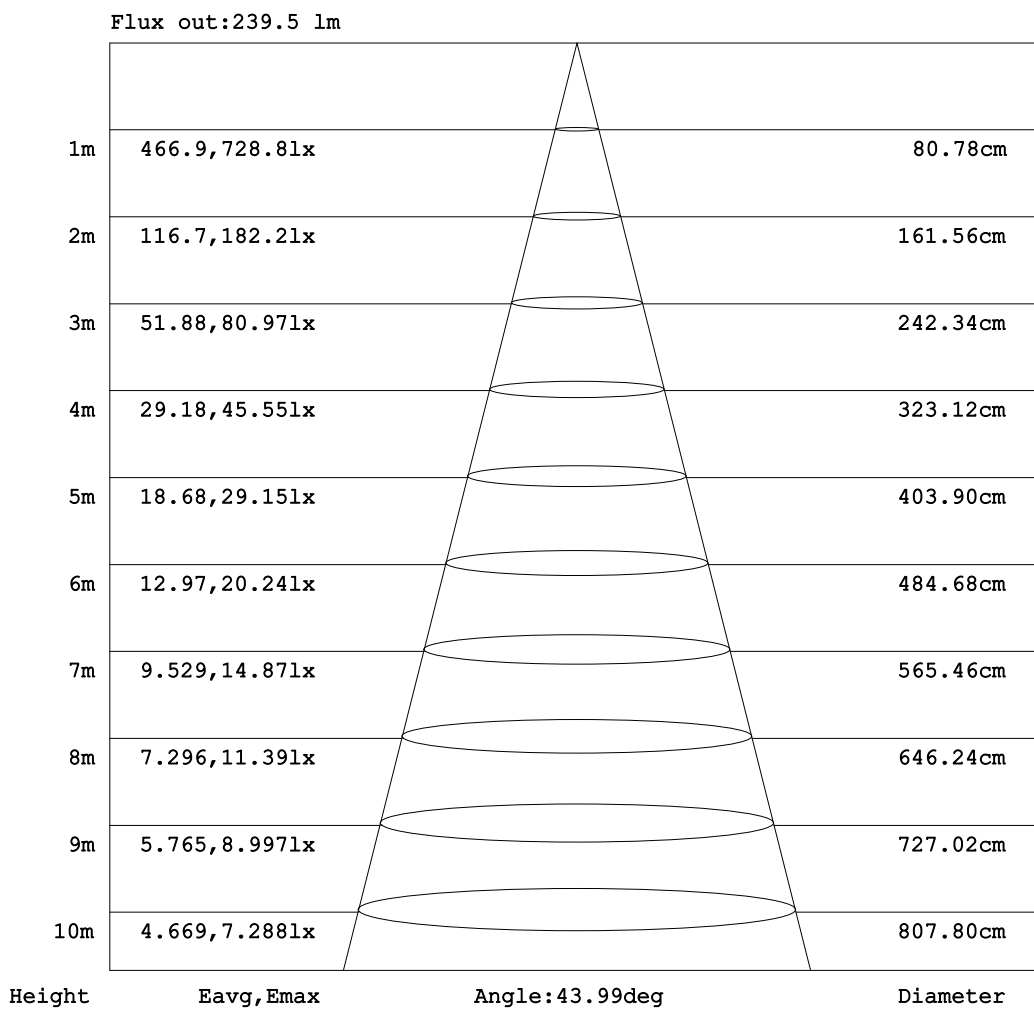 Flux out:239.5 lm
1m 466.9,728.8lx 80.78cm
2m 116.7,182.2lx 161.56cm
3m 51.88,80.97lx 242.34cm
4m 29.18,45.55lx 323.12cm
5m 18.68,29.15lx 403.90cm
6m 12.97,20.24lx 484.68cm
7m 9.529,14.87lx 565.46cm
8m 7.296,11.39lx 646.24cm
9m 5.765,8.997lx 727.02cm
10m 4.669,7.288lx 807.80cm
Height Eavg,Emax Angle:43.99deg Diameter